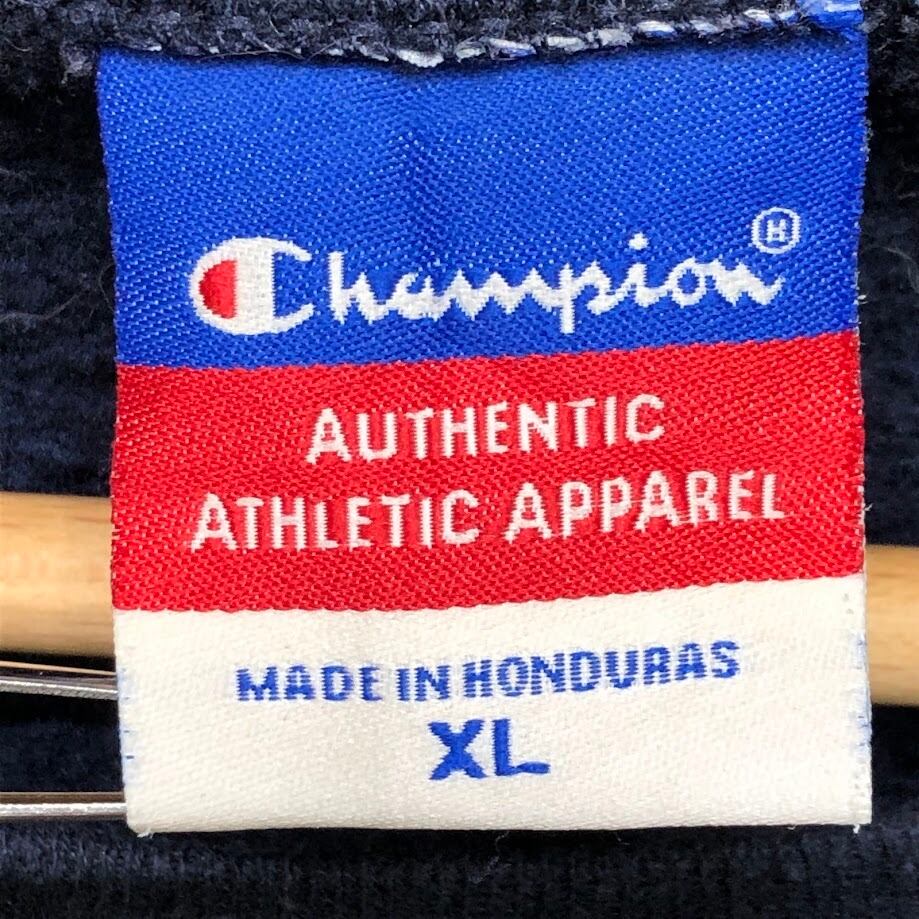 Champion®
AUTHENTIC
ATHLETIC APPAREL
MADE IN HONDURAS
XL